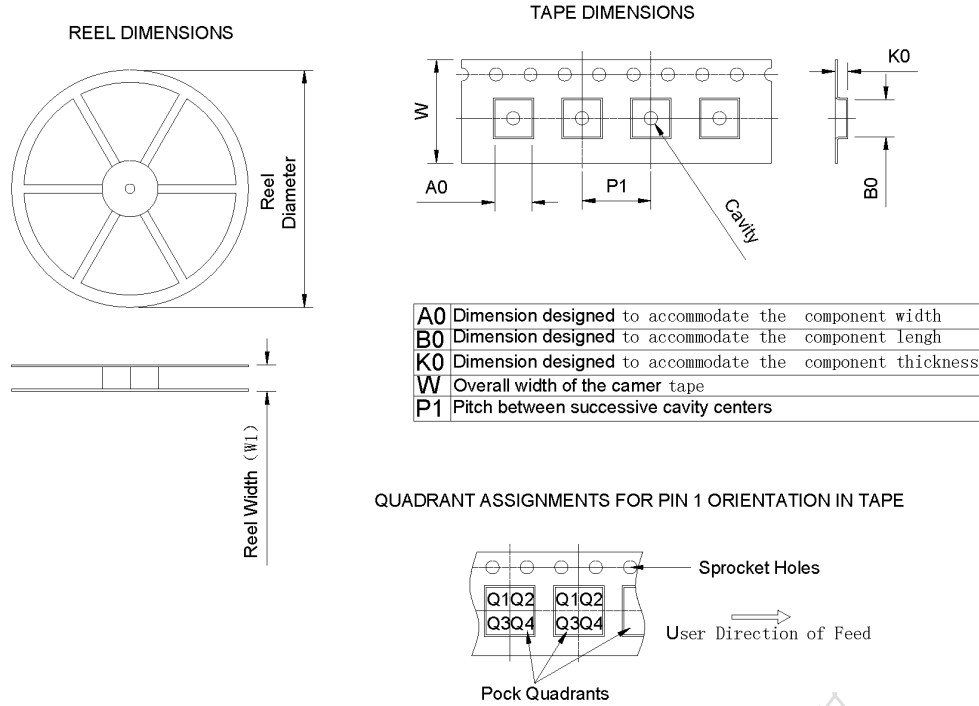 REEL DIMENSIONS
Reel
Diameter
Reel Width (W1)
TAPE DIMENSIONS
W
A0
P1
Cavity
K0
B0
A0 Dimension designed to accommodate the component width
B0 Dimension designed to accommodate the component lengh
K0 Dimension designed to accommodate the component thickness
W Overall width of the camer tape
P1 Pitch between successive cavity centers
QUADRANT ASSIGNMENTS FOR PIN 1 ORIENTATION IN TAPE
Sprocket Holes
Q1Q2 Q1Q2
Q3Q4 Q3Q4
User Direction of Feed
Pock Quadrants